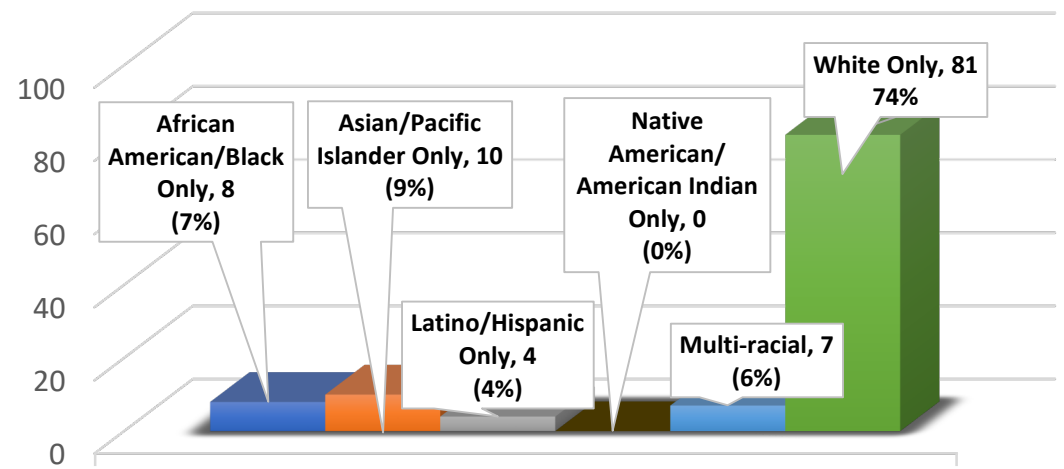 100
80
60
40
20
0
African
American/Black
Only, 8
(7%)
Asian/Pacific
Islander Only, 10
(9%)
Latino/Hispanic
Only, 4
(4%)
Native
American/
American Indian
Only, 0
(0%)
Multi-racial, 7
(6%)
White Only, 81
74%